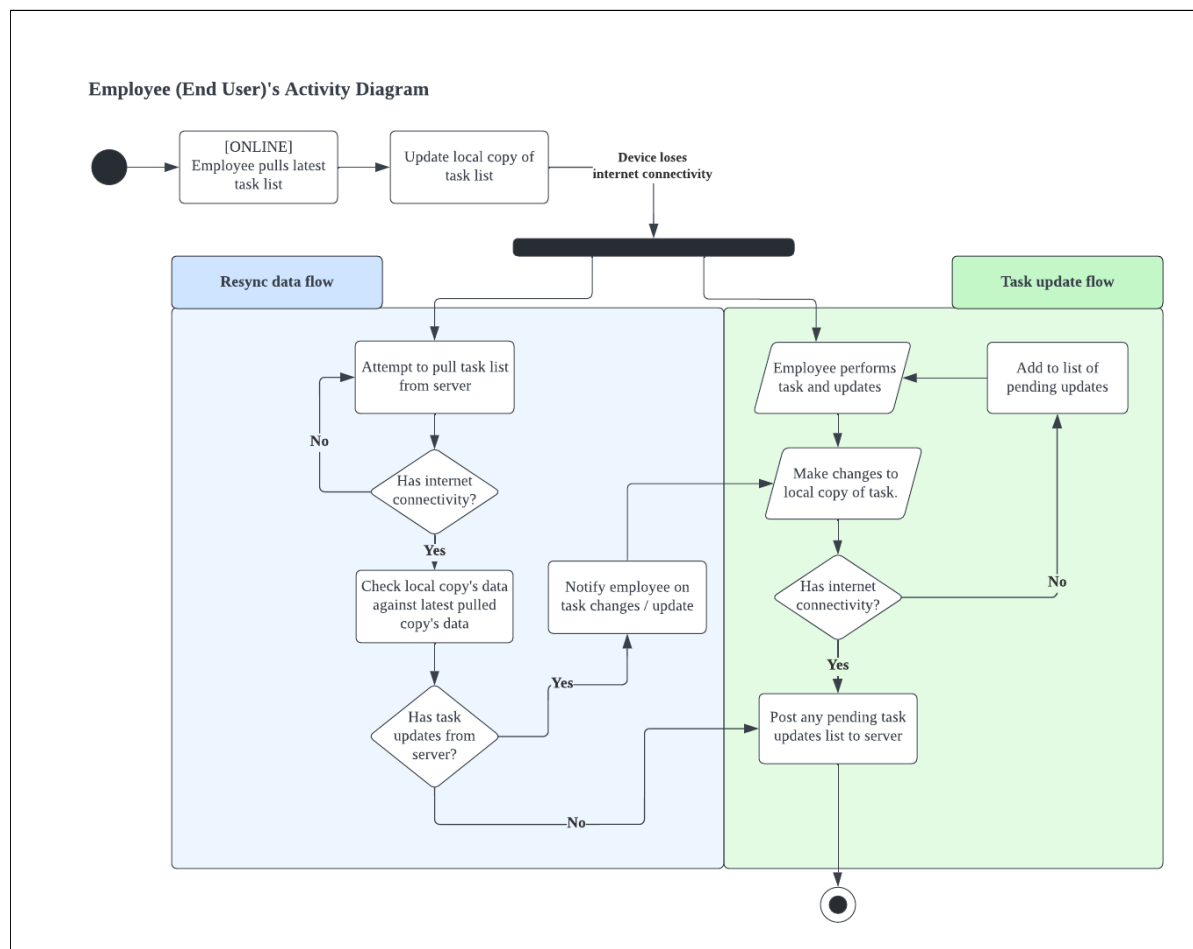 Employee (End User)'s Activity Diagram
[ONLINE]
Employee pulls latest
task list
Update local copy of
task list
Device loses
internet connectivity
Resync data flow
Task update flow
Attempt to pull task list
from server
Employee performs
task and updates
Add to list of
pending updates
No
Has internet
connectivity?
Make changes to
local copy of task.
Yes
Check local copy's data
against latest pulled
copy's data
Notify employee on
task changes / update
Has internet
connectivity?
No
Yes
Yes
Has task
updates from
server?
Post any pending task
updates list to server
No